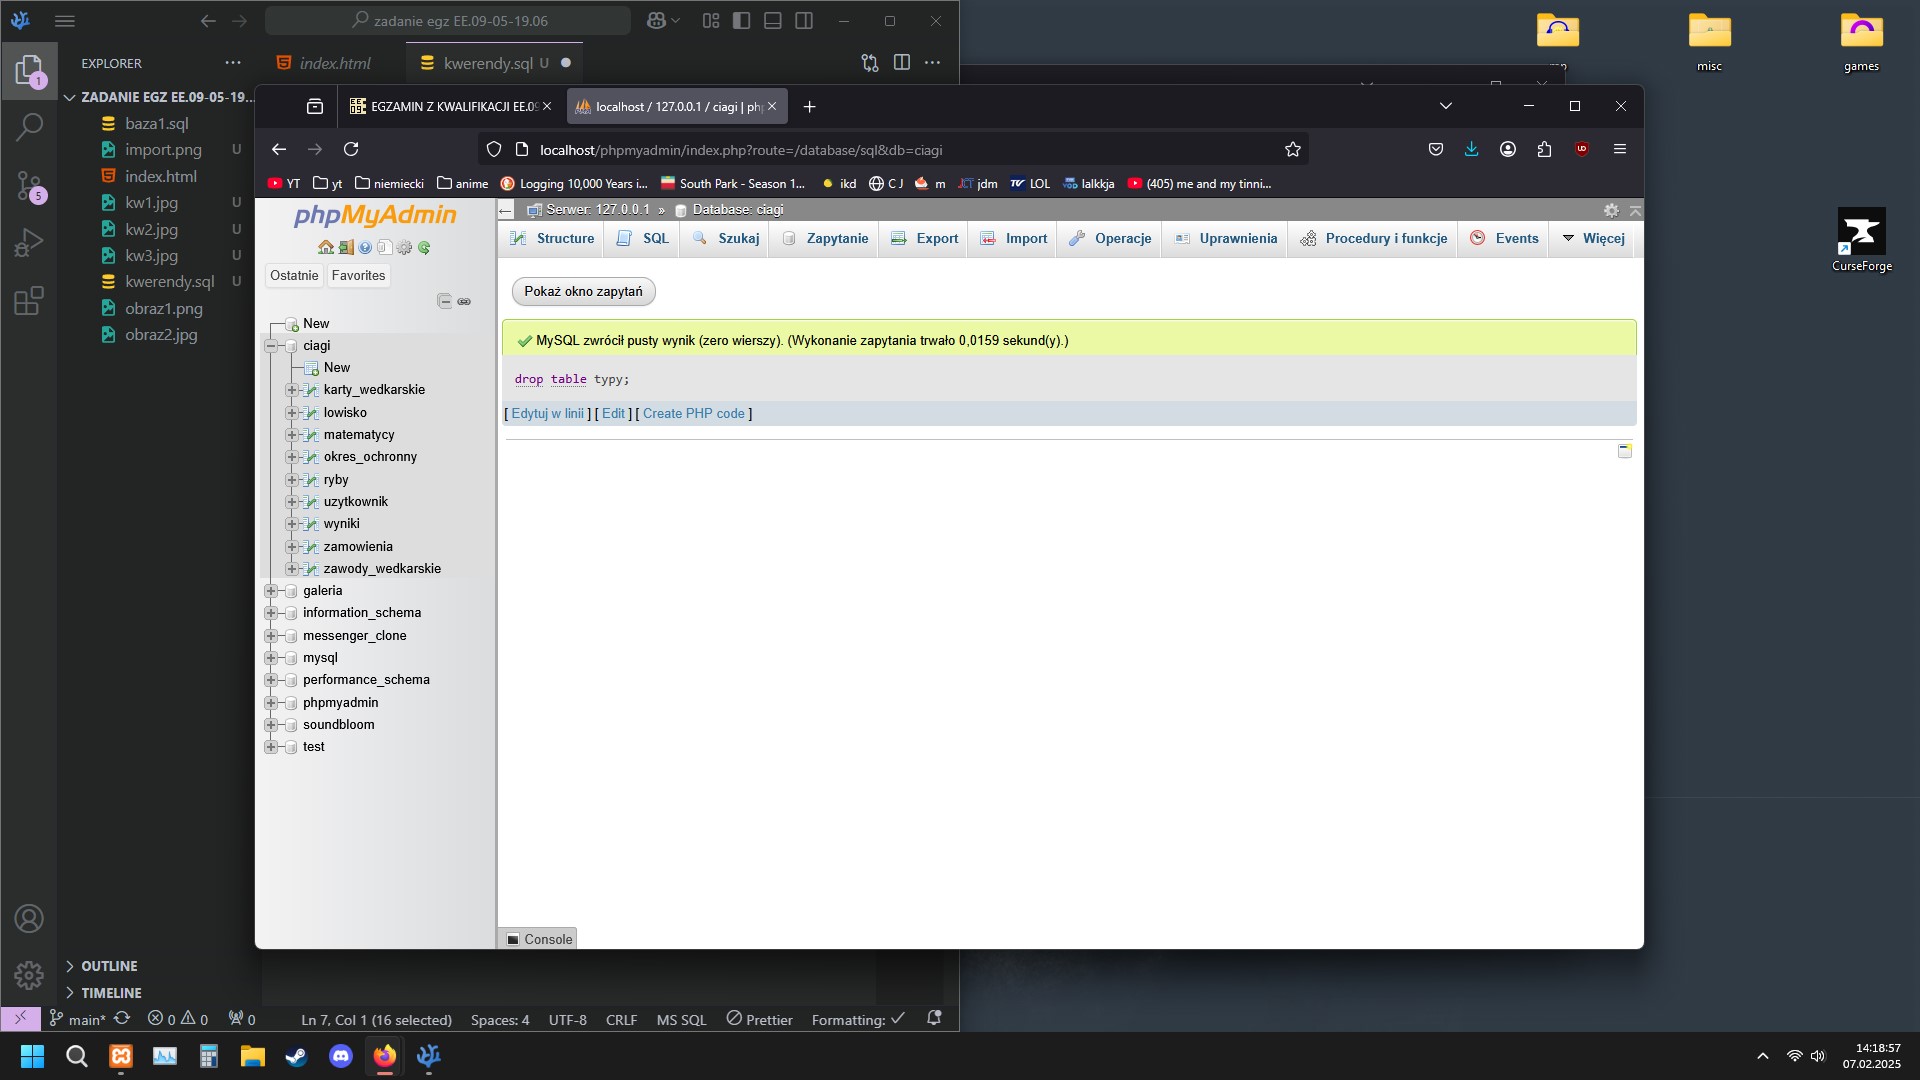 zadanie egz EE.09-05-19.06
EXPLORER
index.html
kwerendy.sql U
ZADANIE EGZ EE.09-05-19...
baza1.sql
import.png U
index.html
kw1.jpg U
kw2.jpg U
kw3.jpg U
kwerendy.sql U
obraz1.png
obraz2.jpg
1
5
OUTLINE
TIMELINE
main*
0 0
0
Ln 7, Col 1 (16 selected)
Spaces: 4
UTF-8
CRLF
MS SQL
Prettier
Formatting:
EGZAMIN Z KWALIFIKACJI EE.09
localhost / 127.0.0.1 / ciagi | ph
localhost/phpmyadmin/index.php?route=/database/sql&db=ciagi
YT
yt
niemiecki
anime
Logging 10,000 Years i...
South Park - Season 1...
ikd
C J
m
jdm
LOL
lalkkja
(405) me and my tinni...
phpMyAdmin
Ostatnie
Favorites
New
ciagi
New
karty_wedkarskie
lowisko
matematycy
okres_ochronny
ryby
uzytkownik
wyniki
zamowienia
zawody_wedkarskie
galeria
information_schema
messenger_clone
mysql
performance_schema
phpmyadmin
soundbloom
test
Serwer: 127.0.0.1 » Database: ciagi
Structure
SQL
Szukaj
Zapytanie
Export
Import
Operacje
Uprawnienia
Procedury i funkcje
Events
Więcej
Pokaż okno zapytań
MySQL zwrócił pusty wynik (zero wierszy). (Wykonanie zapytania trwało 0,0159 sekund(y).)
drop table typy;
[ Edytuj w linii ] [ Edit ] [ Create PHP code ]
Console
misc
games
CurseForge
14:18:57
07.02.2025